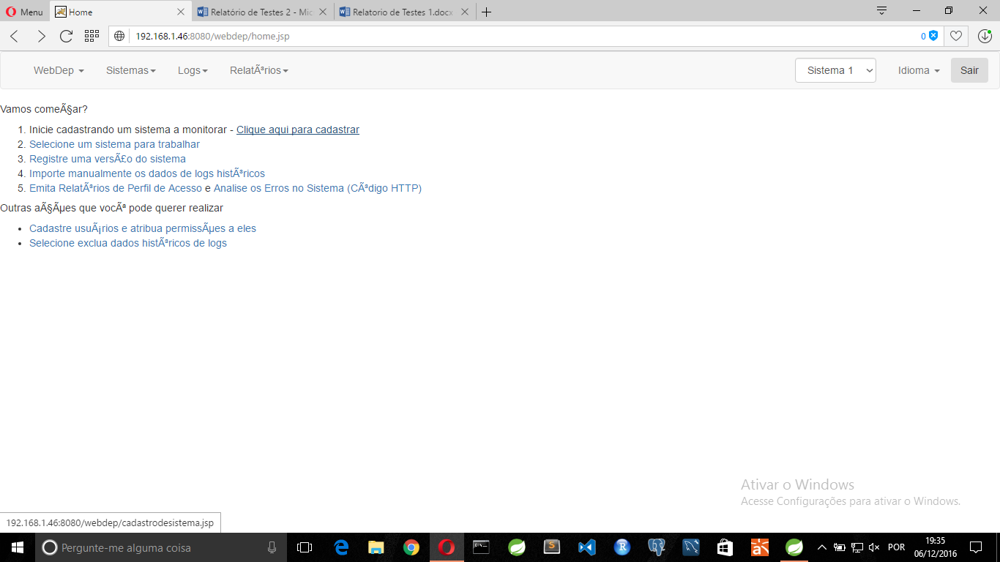 Menu
Home
Relatório de Testes 2 - Mic
Relatorio de Testes 1.docx
192.168.1.46:8080/webdep/home.jsp
0
WebDep
Sistemas
Logs
RelatÃ³rios
Sistema 1
Idioma
Sair
Vamos comeÃ§ar?
1. Inicie cadastrando um sistema a monitorar - Clique aqui para cadastrar
2. Selecione um sistema para trabalhar
3. Registre uma versÃ£o do sistema
4. Importe manualmente os dados de logs histÃ³ricos
5. Emita RelatÃ³rios de Perfil de Acesso e Analise os Erros no Sistema (CÃ³digo HTTP)
Outras aÃ§Ãµes que vocÃª pode querer realizar
• Cadastre usuÃ¡rios e atribua permissÃµes a eles
• Selecione exclua dados histÃ³ricos de logs
Ativar o Windows
Acesse Configurações para ativar o Windows.
192.168.1.46:8080/webdep/cadastrodesistema.jsp
Pergunte-me alguma coisa
POR
19:35
06/12/2016